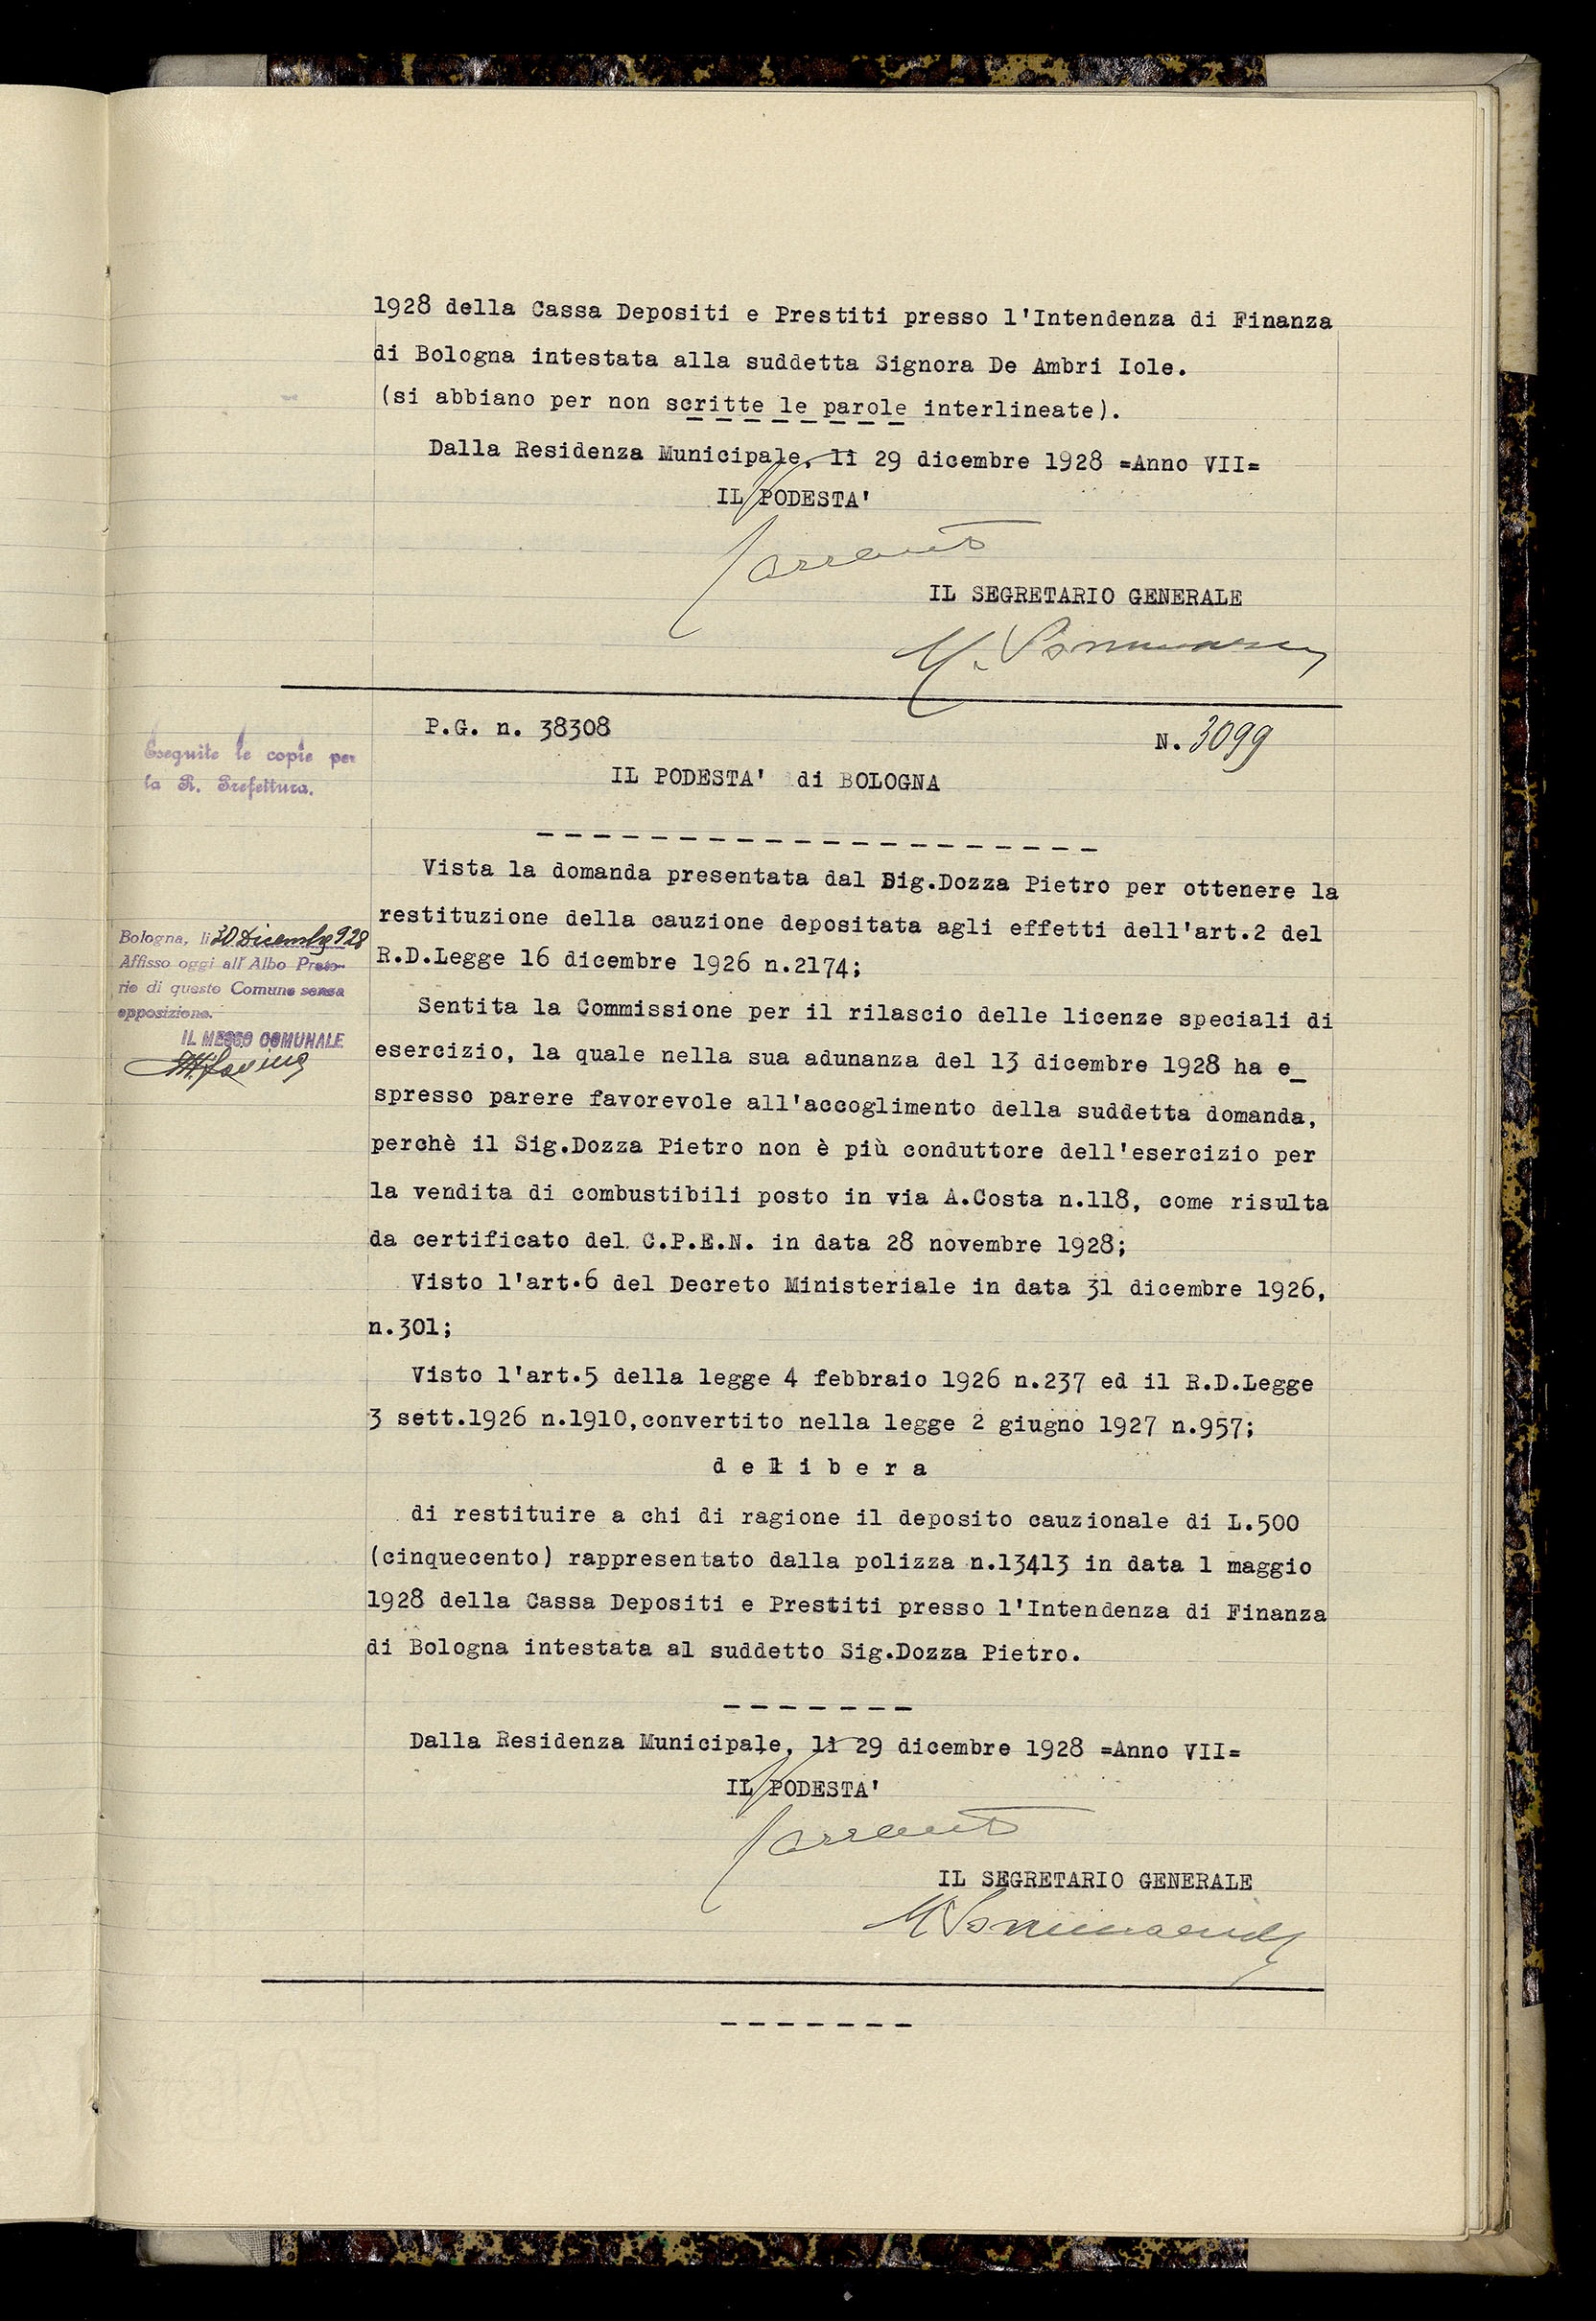 1928 della Cassa Depositi e Prestiti presso l'Intendenza di Finanza
di Bologna intestata alla suddetta Signora De Ambri Iole.
(si abbiano per non scritte le parole interlineate).
Dalla Residenza Municipale, li 29 dicembre 1928 =Anno VII=
IL PODESTA'
IL SEGRETARIO GENERALE
P.G. n. 38308
N. 3099
Eseguite le copie per
la R. Prefettura.
IL PODESTA' di BOLOGNA
Vista la domanda presentata dal Sig.Dozza Pietro per ottenere la
restituzione della cauzione depositata agli effetti dell'art.2 del
R.D.Legge 16 dicembre 1926 n.2174;
Bologna, li 30 Dicembre 928
Affisso oggi all'Albo Preto-
rio di questo Comune senza
opposizione.
IL MESSO COMUNALE
Sentita la Commissione per il rilascio delle licenze speciali di
esercizio, la quale nella sua adunanza del 13 dicembre 1928 ha e_
spresso parere favorevole all'accoglimento della suddetta domanda,
perchè il Sig.Dozza Pietro non è più conduttore dell'esercizio per
la vendita di combustibili posto in via A.Costa n.118, come risulta
da certificato del C.P.E.N. in data 28 novembre 1928;
Visto l'art.6 del Decreto Ministeriale in data 31 dicembre 1926,
n.301;
Visto l'art.5 della legge 4 febbraio 1926 n.237 ed il R.D.Legge
3 sett.1926 n.1910,convertito nella legge 2 giugno 1927 n.957;
d e l i b e r a
di restituire a chi di ragione il deposito cauzionale di L.500
(cinquecento) rappresentato dalla polizza n.13413 in data 1 maggio
1928 della Cassa Depositi e Prestiti presso l'Intendenza di Finanza
di Bologna intestata al suddetto Sig.Dozza Pietro.
Dalla Residenza Municipale, li 29 dicembre 1928 =Anno VII=
IL PODESTA'
IL SEGRETARIO GENERALE